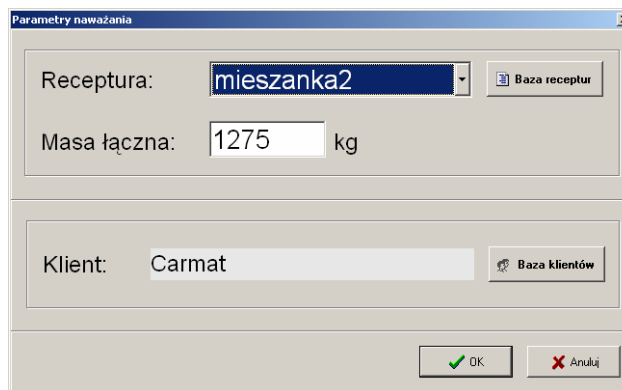 Parametry naważania
Receptura: mieszanka2 Baza receptur
Masa łączna: 1275 kg
Klient: Carmat Baza klientów
OK Anuluj